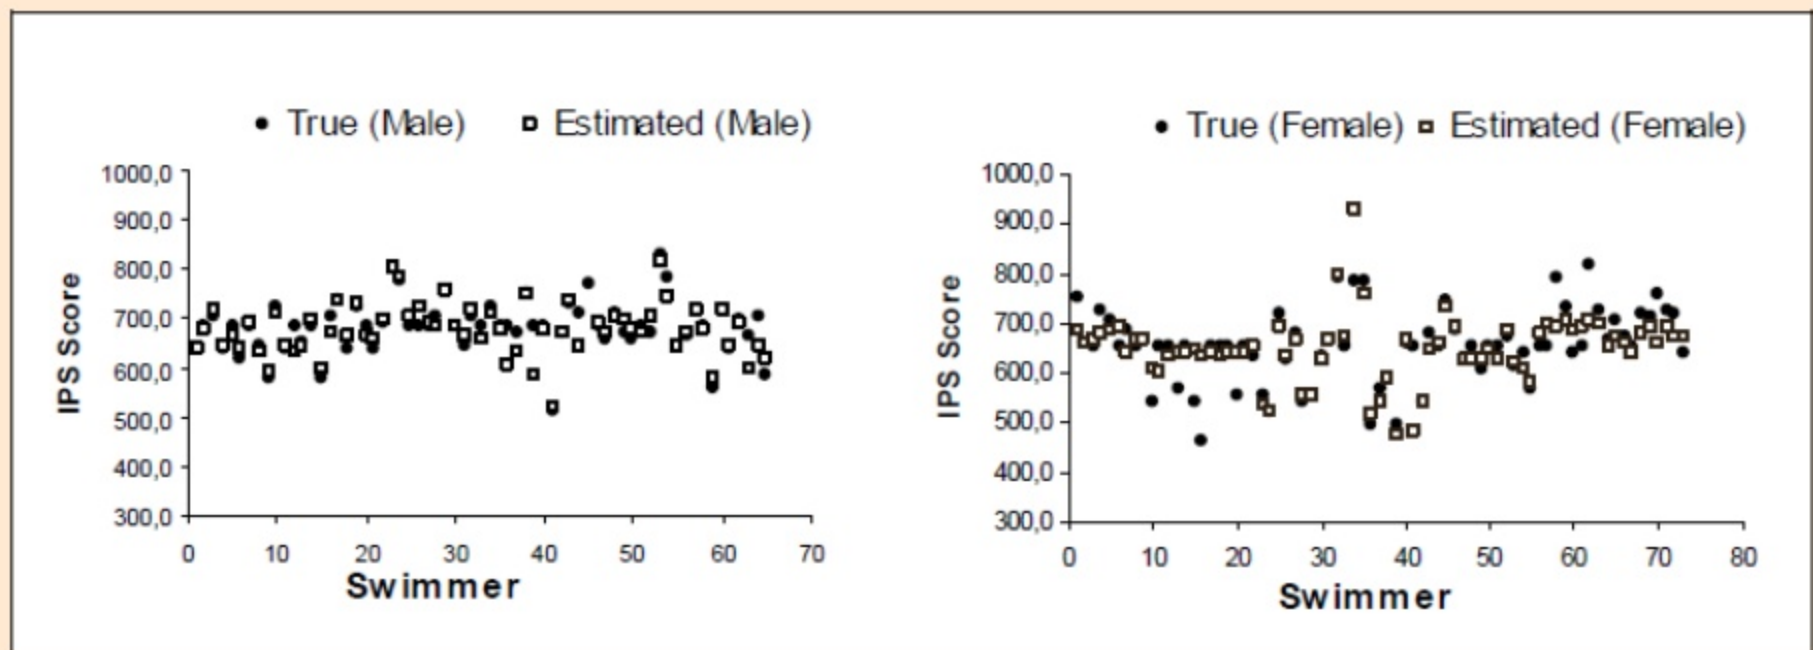 True (Male) Estimated (Male)
1000,0
900,0
800,0
700,0
600,0
500,0
400,0
300,0
IPS Score
0 10 20 30 40 50 60 70
Swimmer
True (Female) Estimated (Female)
1000,0
900,0
800,0
700,0
600,0
500,0
400,0
300,0
IPS Score
0 10 20 30 40 50 60 70 80
Swimmer